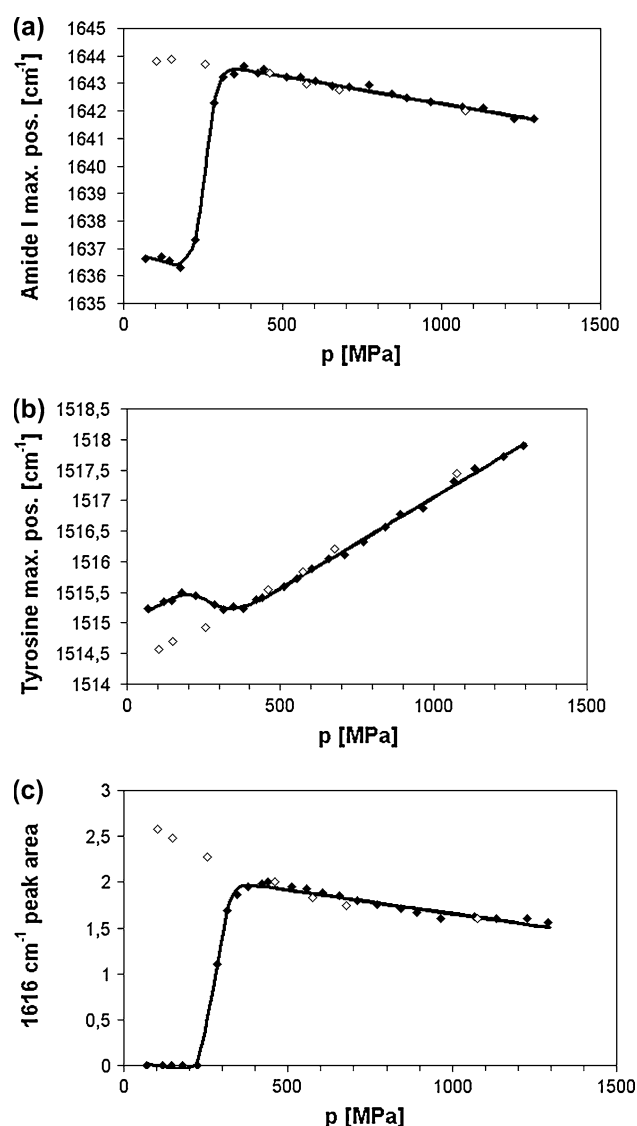 (a)
Amide I max. pos. [cm-1]
1645
1644
1643
1642
1641
1640
1639
1638
1637
1636
1635
0 500 1000 1500
p [MPa]
(b)
Tyrosine max. pos. [cm-1]
1518,5
1518
1517,5
1517
1516,5
1516
1515,5
1515
1514,5
1514
0 500 1000 1500
p [MPa]
(c)
1616 cm-1 peak area
3
2,5
2
1,5
1
0,5
0
0 500 1000 1500
p [MPa]